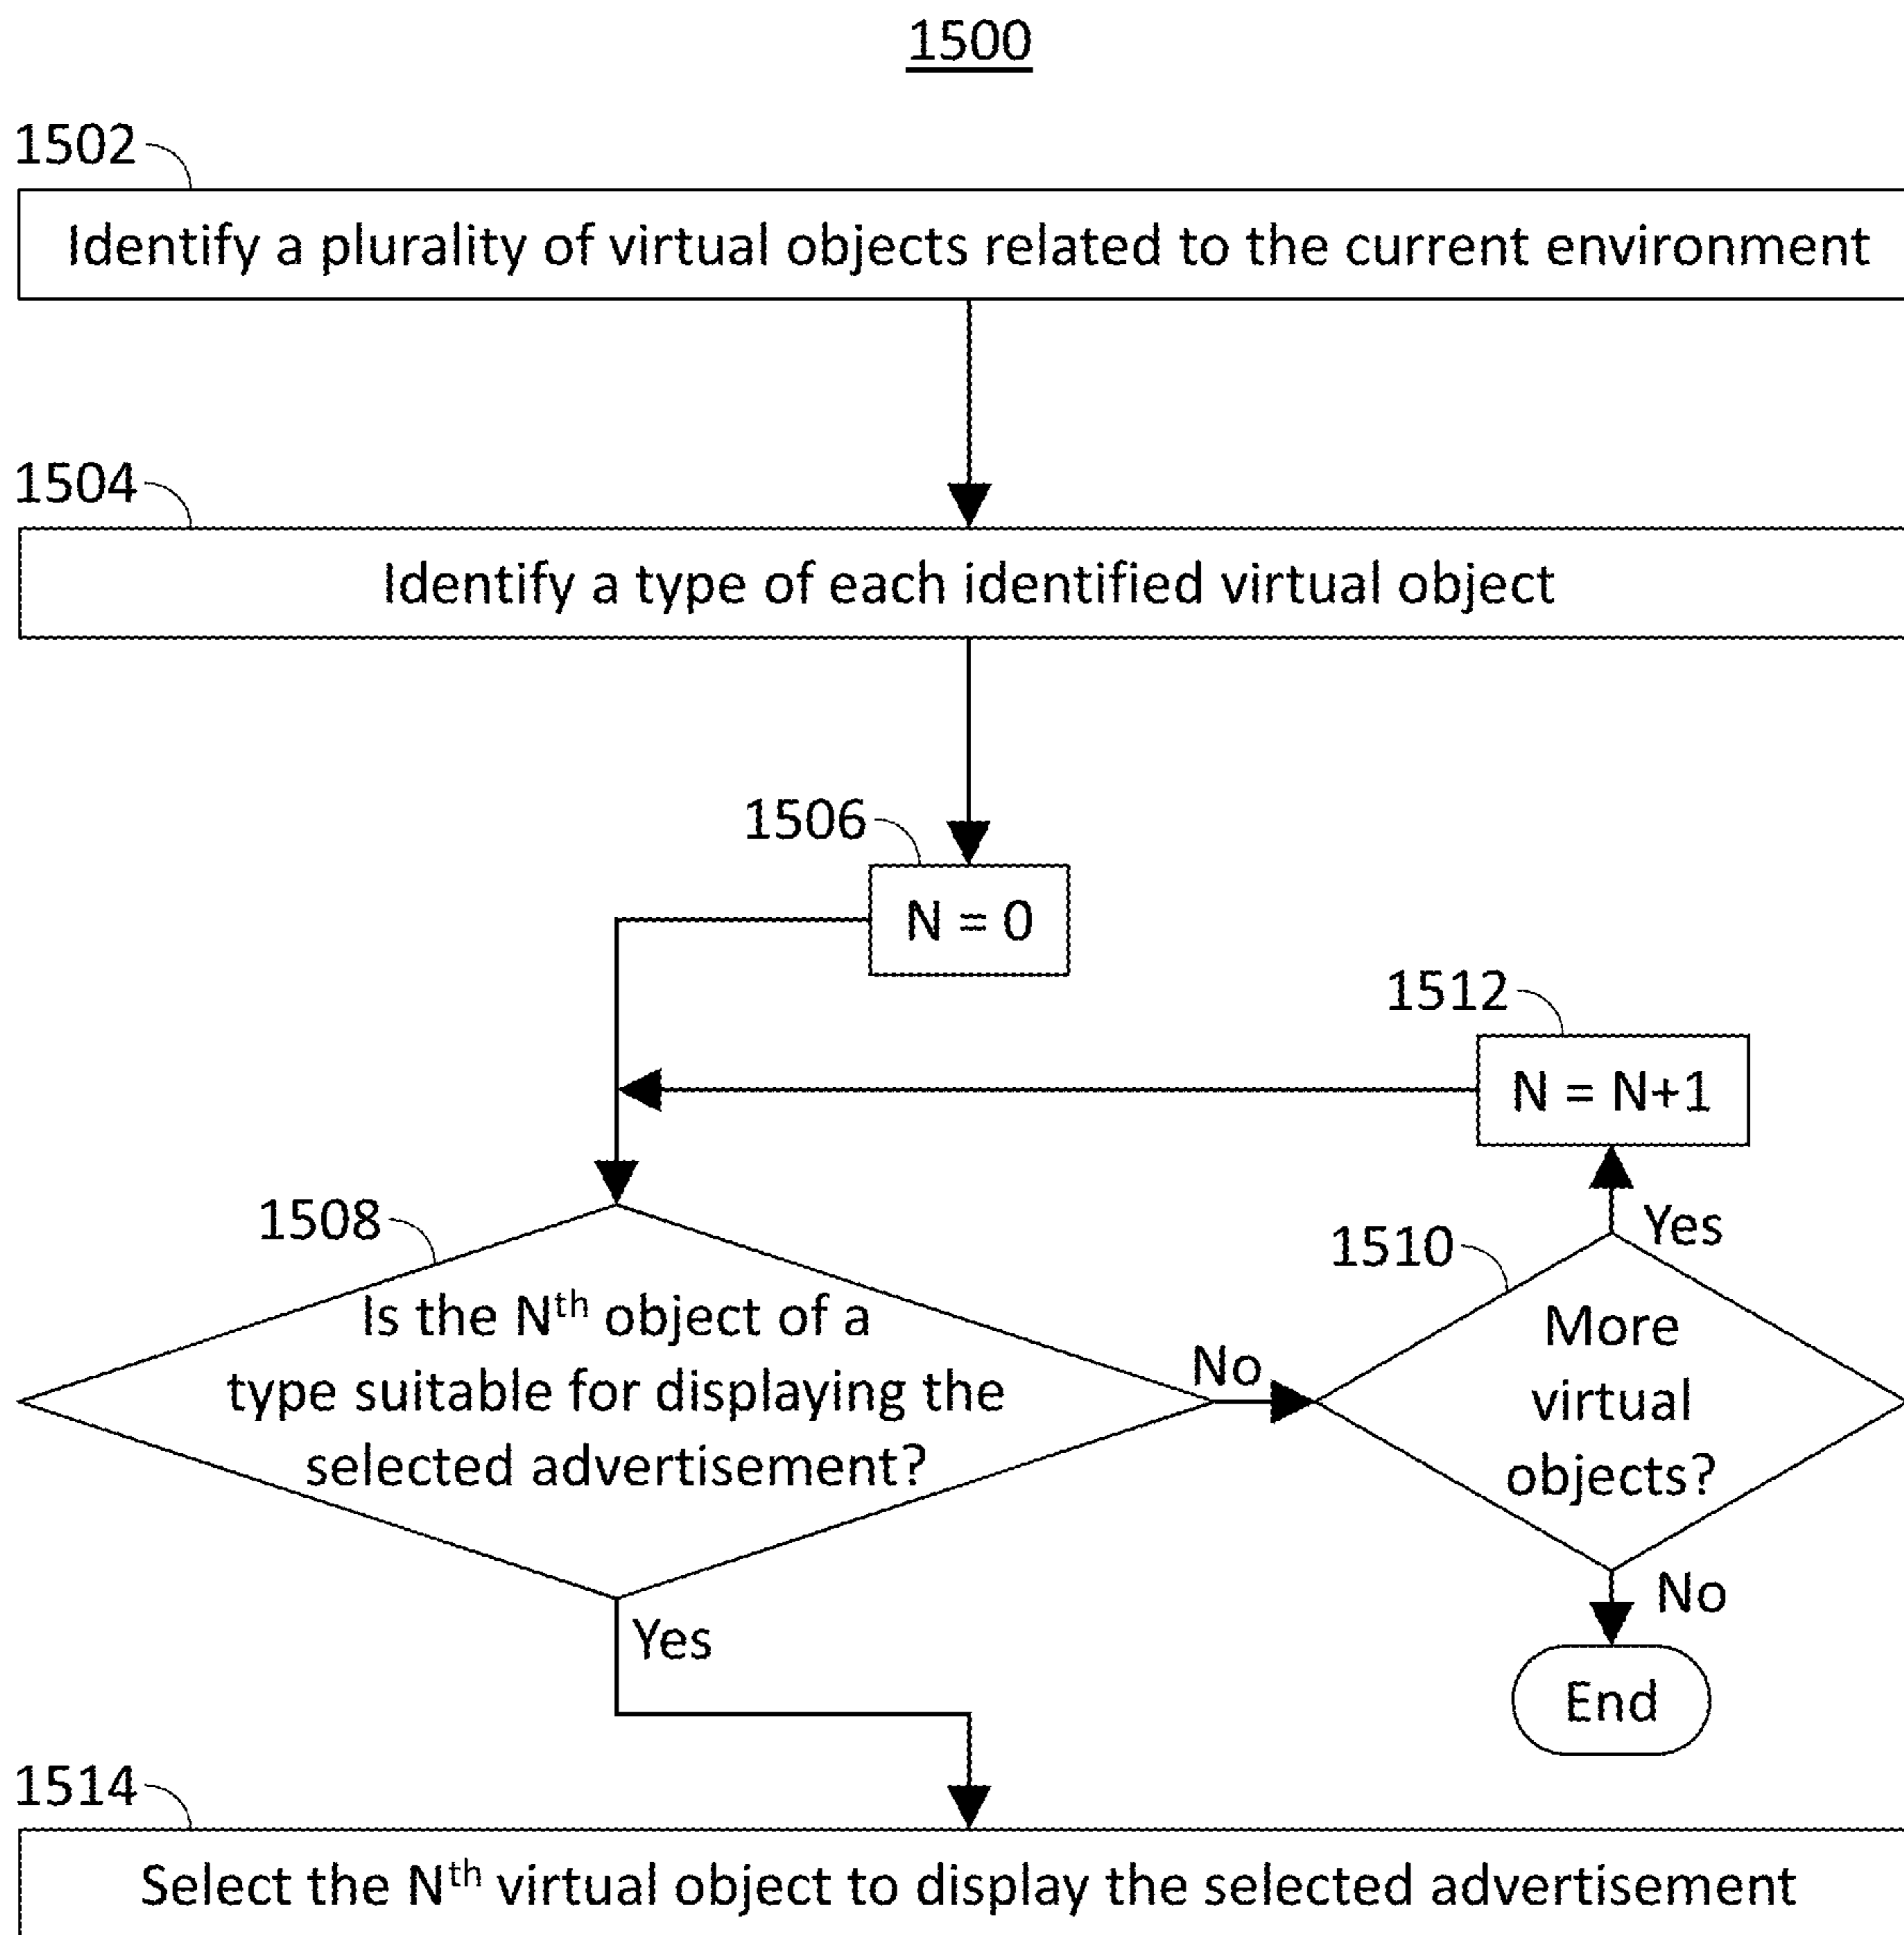 1500
1502
Identify a plurality of virtual objects related to the current environment
1504
Identify a type of each identified virtual object
1506
N = 0
1512
N = N+1
1508
Is the Nth object of a
type suitable for displaying the
selected advertisement?
No
1510
Yes
More
virtual
objects?
No
End
Yes
1514
Select the Nth virtual object to display the selected advertisement